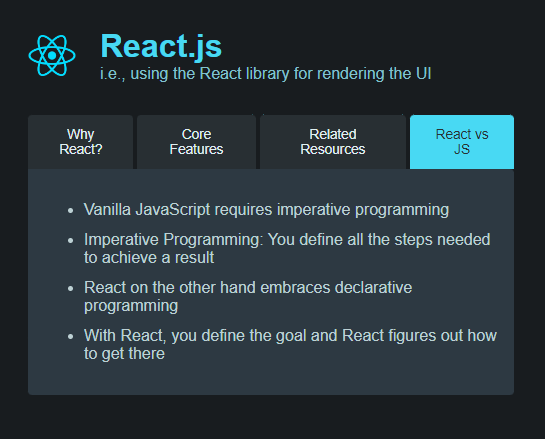 React.js
i.e., using the React library for rendering the UI
Why
React?
Core
Features
Related
Resources
React vs
JS
Vanilla JavaScript requires imperative programming
Imperative Programming: You define all the steps needed
to achieve a result
React on the other hand embraces declarative
programming
With React, you define the goal and React figures out how
to get there